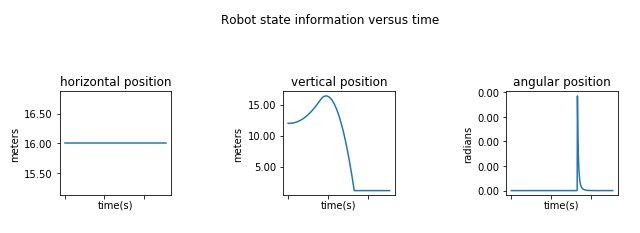 Robot state information versus time
horizontal position
16.50
16.00
15.50
meters
time(s)
vertical position
15.00
10.00
5.00
meters
time(s)
angular position
0.00
0.00
0.00
0.00
0.00
radians
time(s)